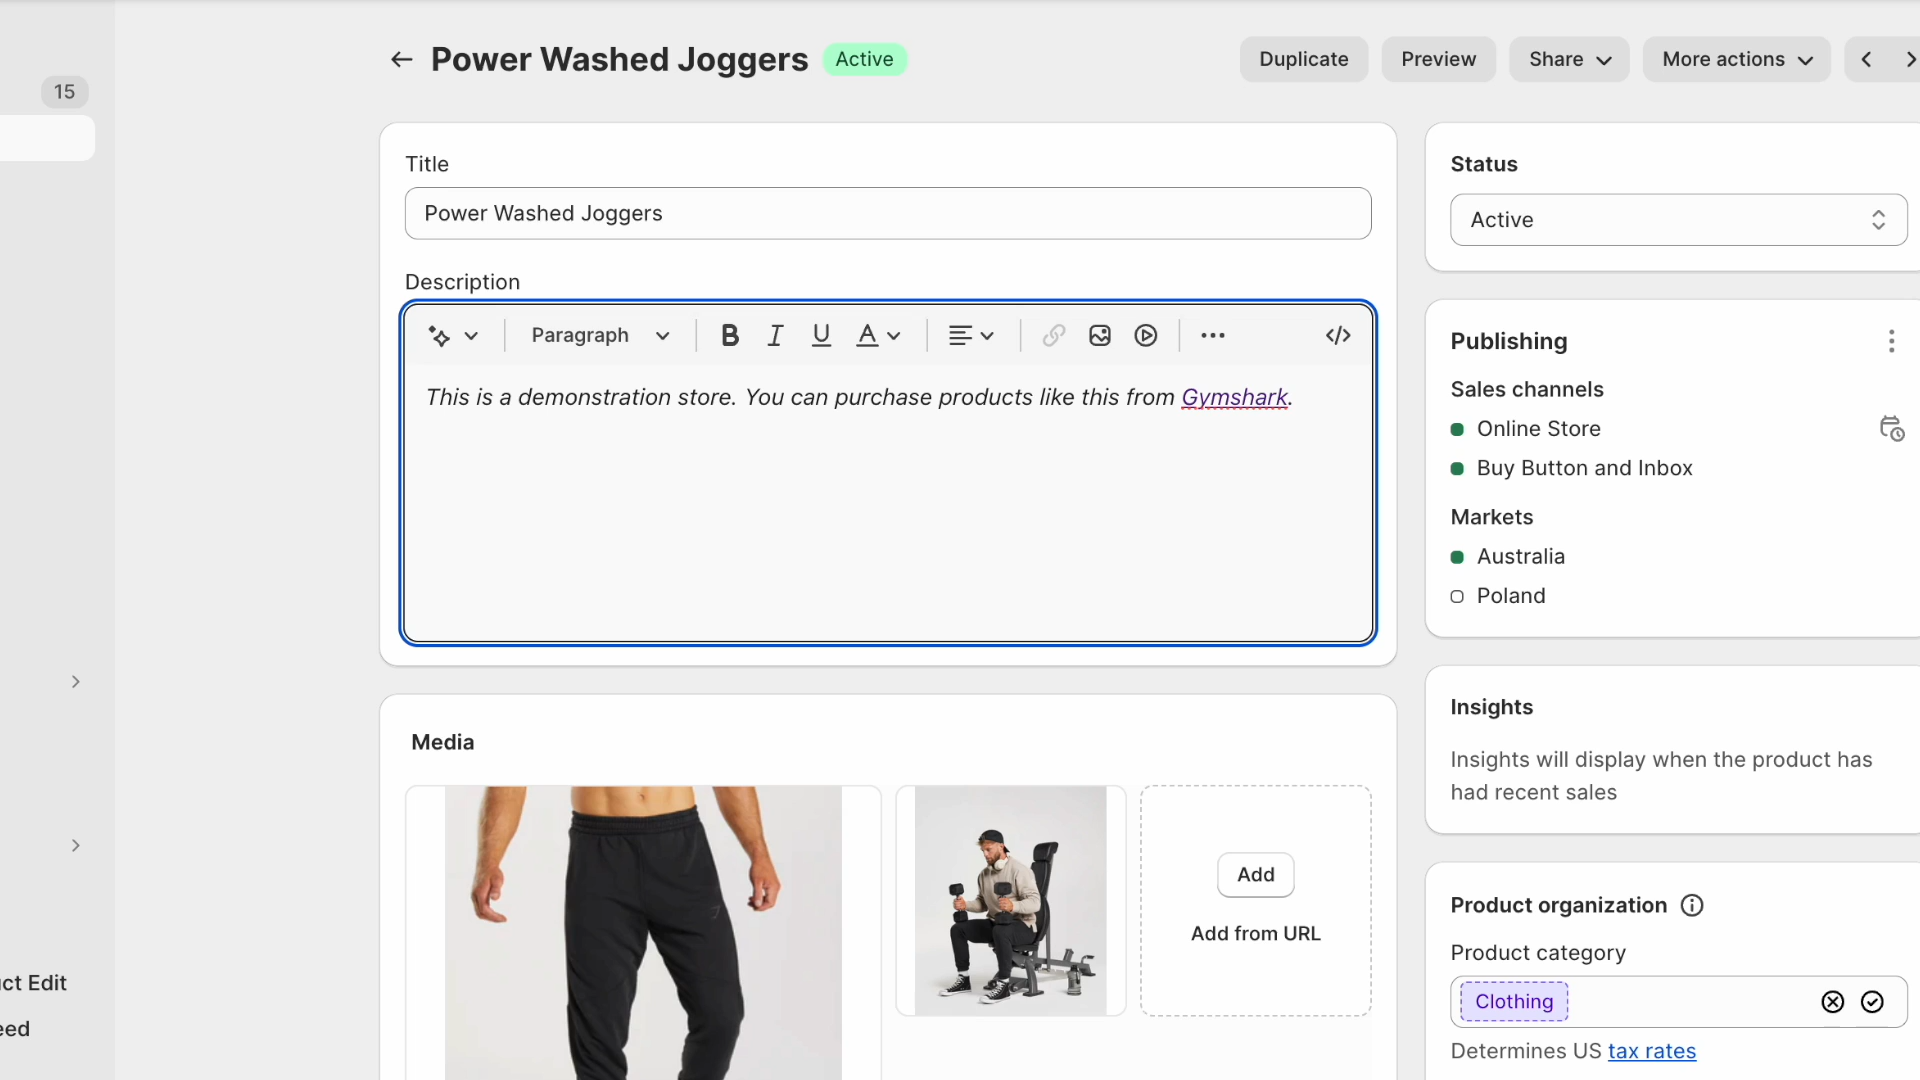 Power Washed Joggers Active Duplicate Preview Share More actions
15
Title
Power Washed Joggers
Description
Paragraph B I U A
This is a demonstration store. You can purchase products like this from Gymshark.
Media
Add
Add from URL
Status
Active
Publishing
Sales channels
Online Store
Buy Button and Inbox
Markets
Australia
Poland
Insights
Insights will display when the product has
had recent sales
Product organization
Product category
Clothing
Determines US tax rates
ct Edit
eed